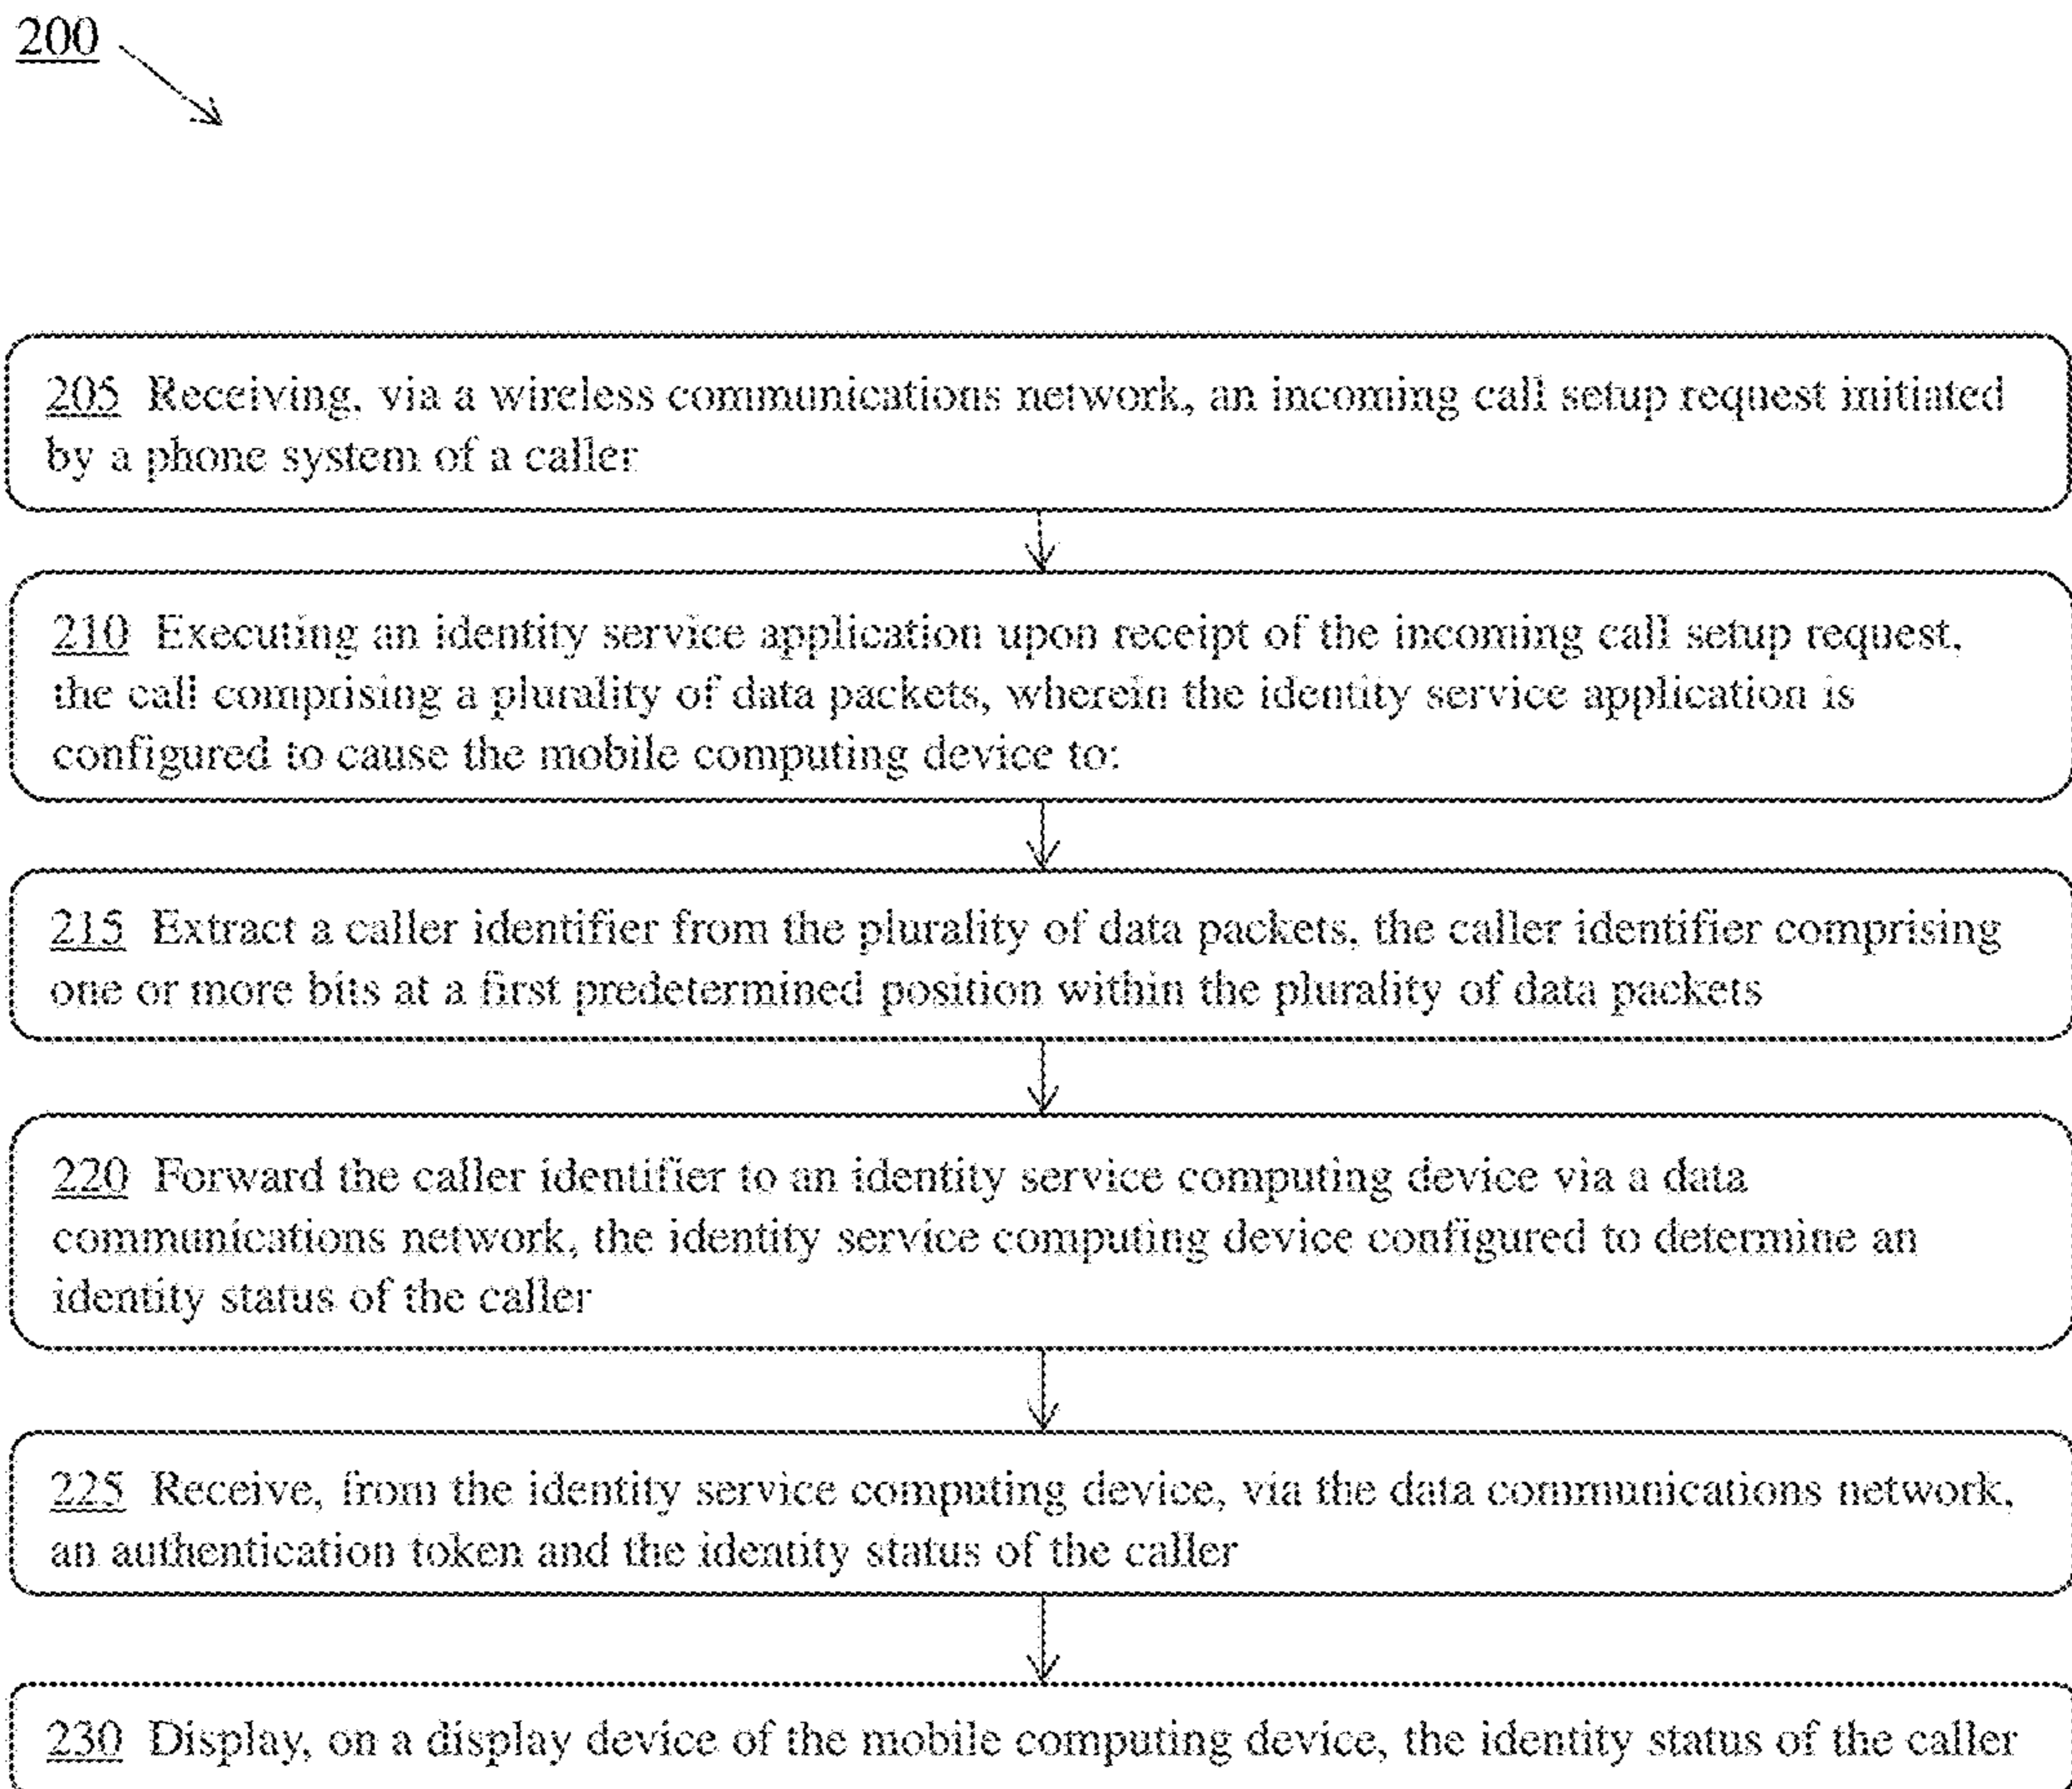 200
205 Receiving, via a wireless communications network, an incoming call setup request initiated
by a phone system of a caller
210 Executing an identity service application upon receipt of the incoming call setup request,
the call comprising a plurality of data packets, wherein the identity service application is
configured to cause the mobile computing device to:
215 Extract a caller identifier from the plurality of data packets, the caller identifier comprising
one or more bits at a first predetermined position within the plurality of data packets
220 Forward the caller identifier to an identity service computing device via a data
communications network, the identity service computing device configured to determine an
identity status of the caller
225 Receive, from the identity service computing device, via the data communications network,
an authentication token and the identity status of the caller
230 Display, on a display device of the mobile computing device, the identity status of the caller